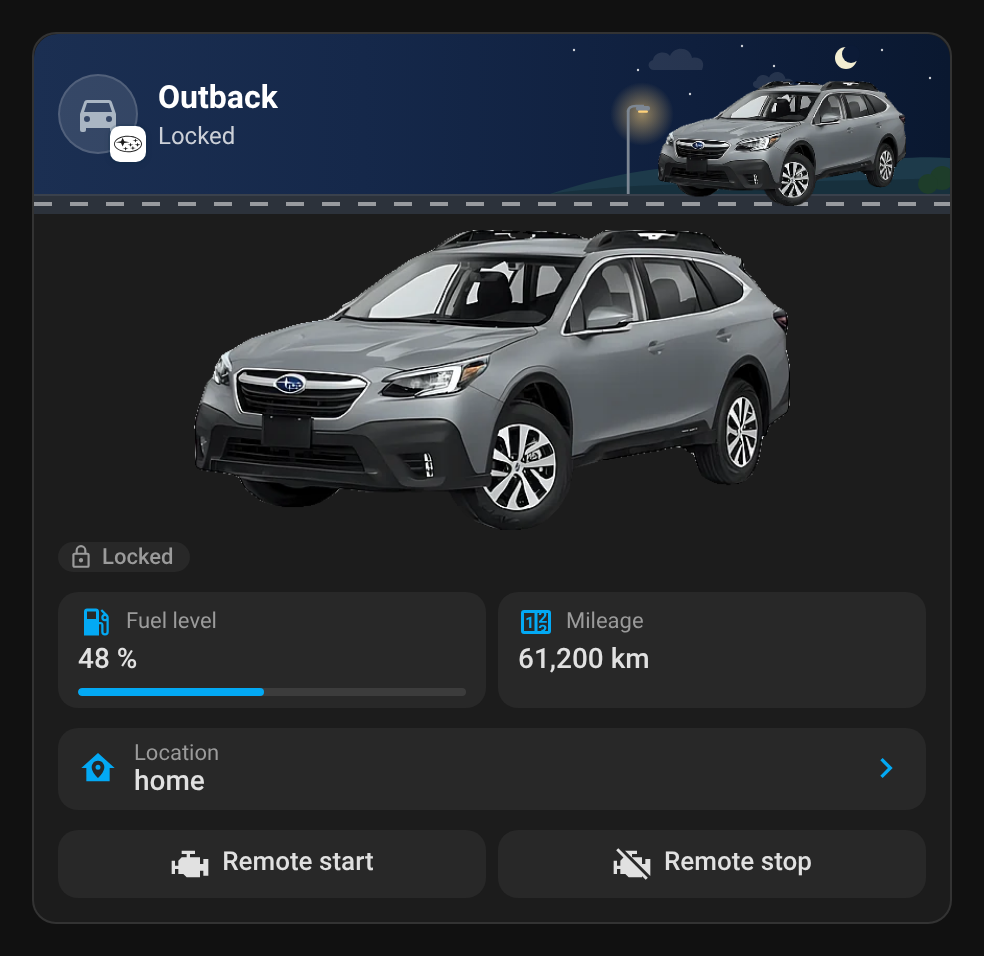 Outback
Locked
Locked
Fuel level
48 %
Mileage
61,200 km
Location
home
Remote start
Remote stop